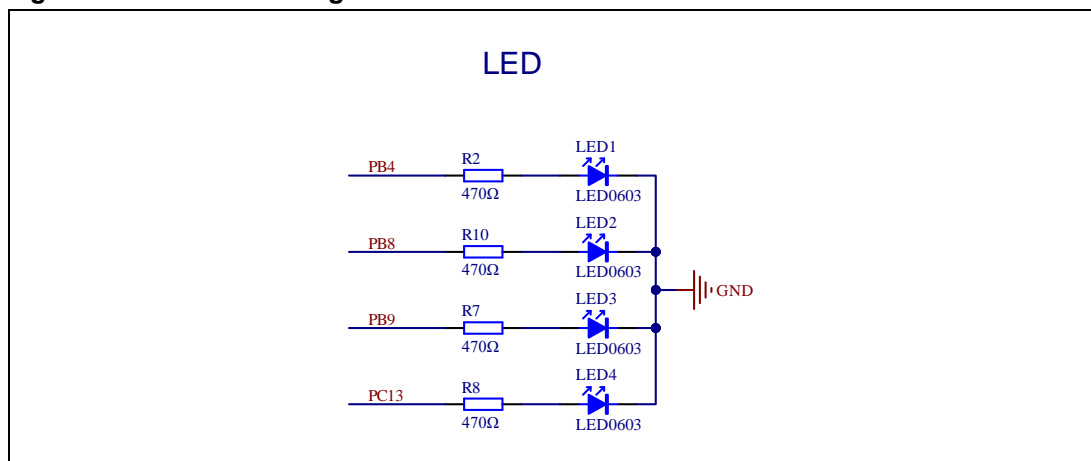 LED
LED1
PB4 R2
470Ω LED0603
LED2
PB8 R10
470Ω LED0603
GND
LED3
PB9 R7
470Ω LED0603
LED4
PC13 R8
470Ω LED0603